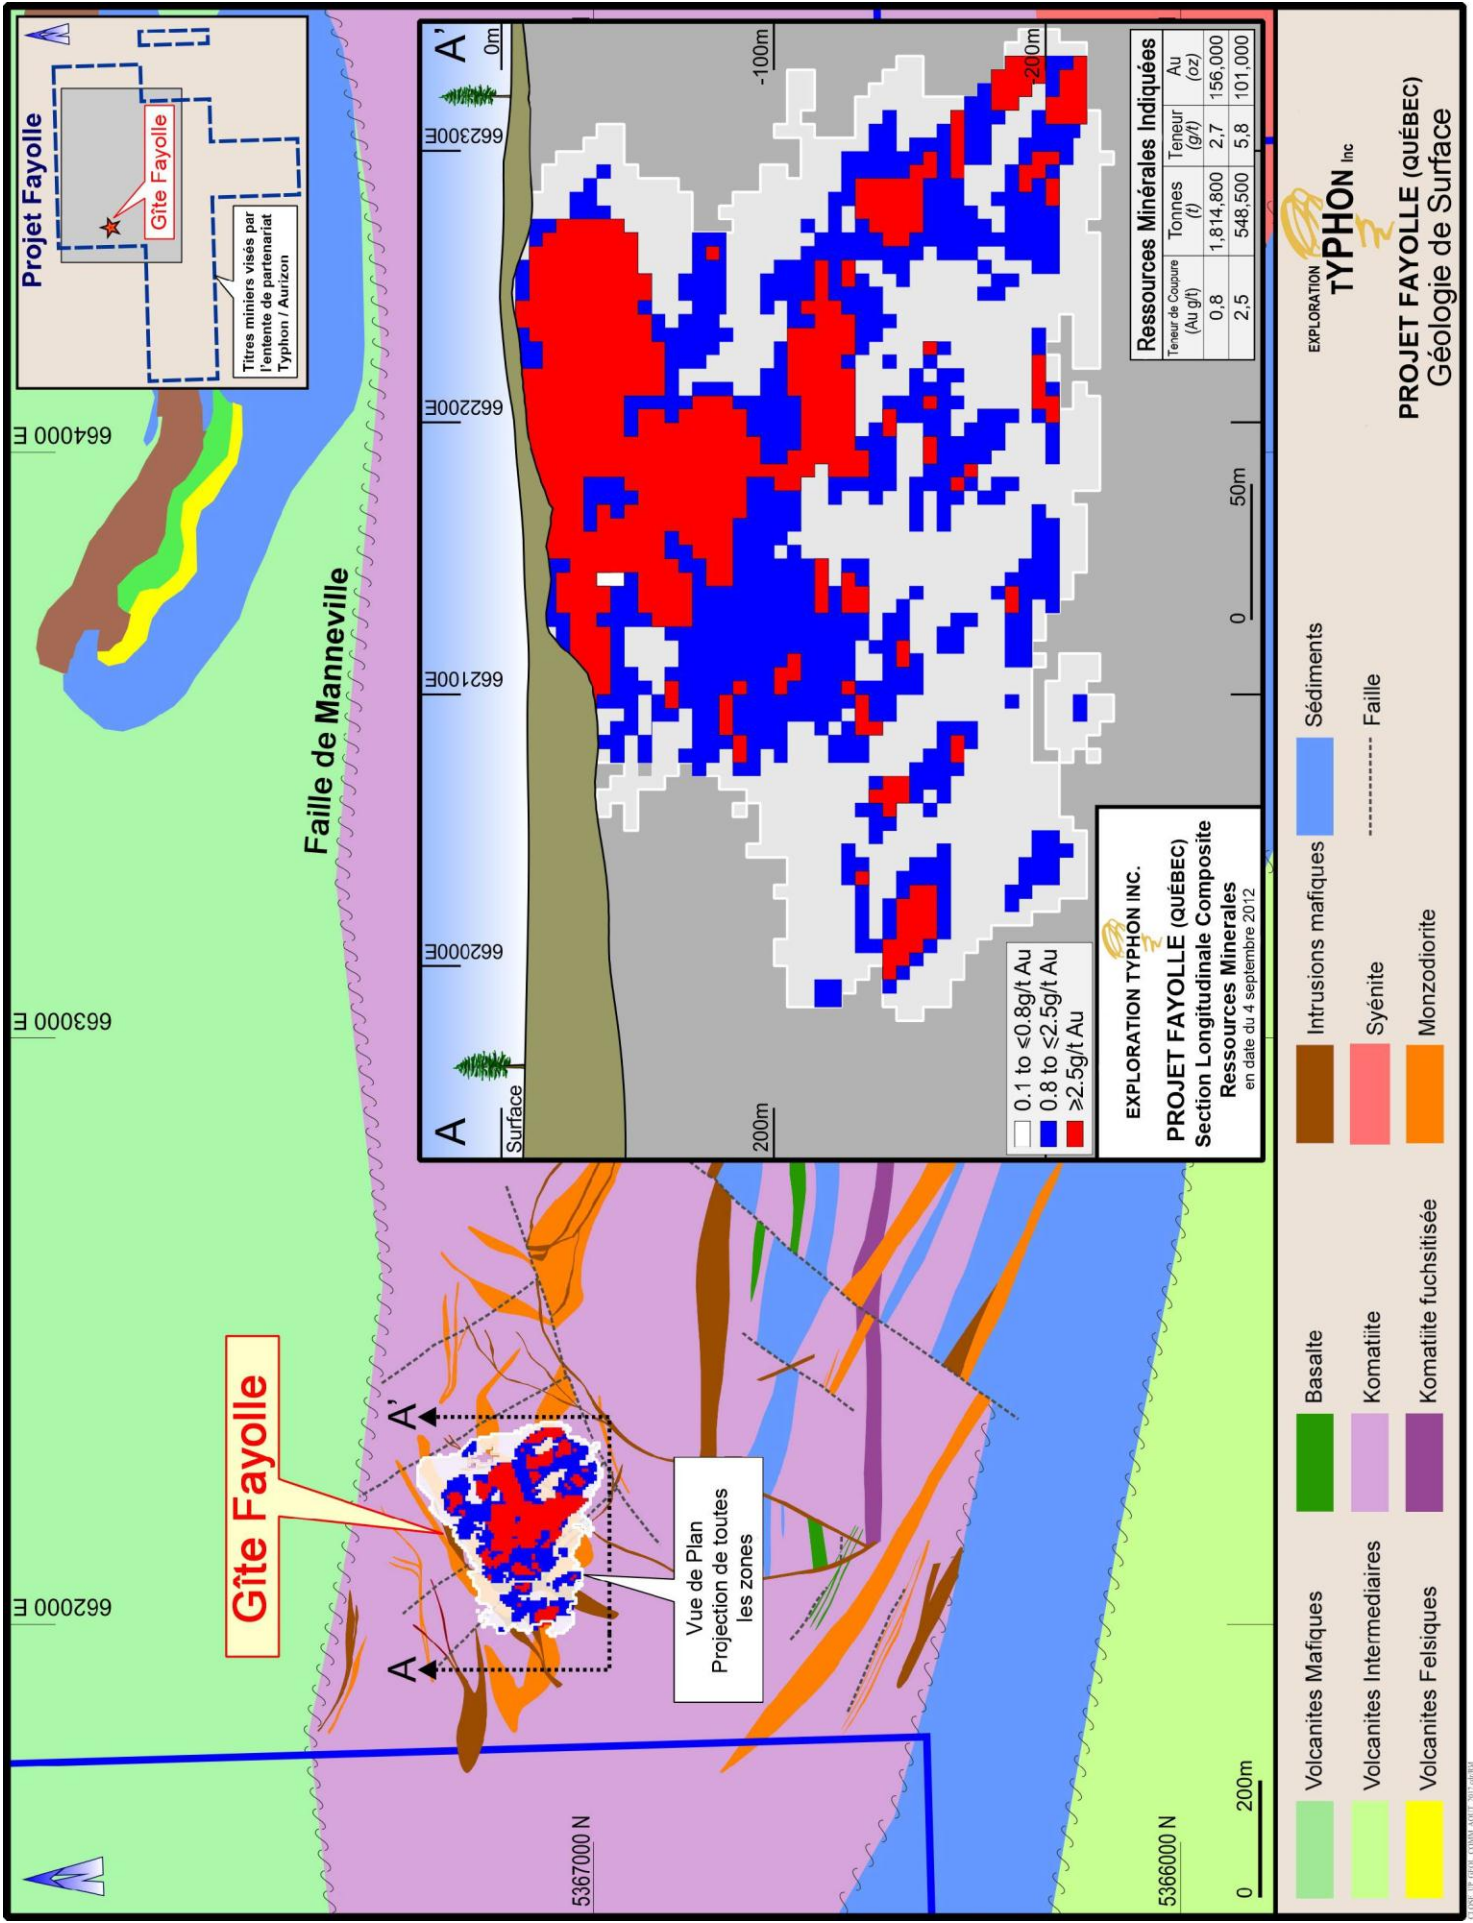 664000 E
663000 E
662000 E
5367000 N
5366000 N
0
200m
Faille de Manneville
Gîte Fayolle
A
A'
Vue de Plan
Projection de toutes
les zones
Projet Fayolle
Gîte Fayolle
Titres miniers visés par
l'entente de partenariat
Typhon / Aurizon
A
A'
Surface
0m
662000E
662100E
662200E
662300E
200m
-100m
-200m
0
50m
0.1 to ≤0.8g/t Au
0.8 to ≤2.5g/t Au
≥2.5g/t Au
EXPLORATION TYPHON INC.
PROJET FAYOLLE (QUÉBEC)
Section Longitudinale Composite
Ressources Minerales
en date du 4 septembre 2012
Ressources Minérales Indiquées
Teneur de Coupure (Au g/t) Tonnes (t) Teneur (g/t) Au (oz)
0,8 1,814,800 2,7 156,000
2,5 548,500 5,8 101,000
Volcanites Mafiques
Volcanites Intermediaires
Volcanites Felsiques
Basalte
Komatiite
Komatiite fuchsitisée
Intrusions mafiques
Syénite
Monzodiorite
Sédiments
Faille
EXPLORATION
TYPHON Inc
PROJET FAYOLLE (QUÉBEC)
Géologie de Surface